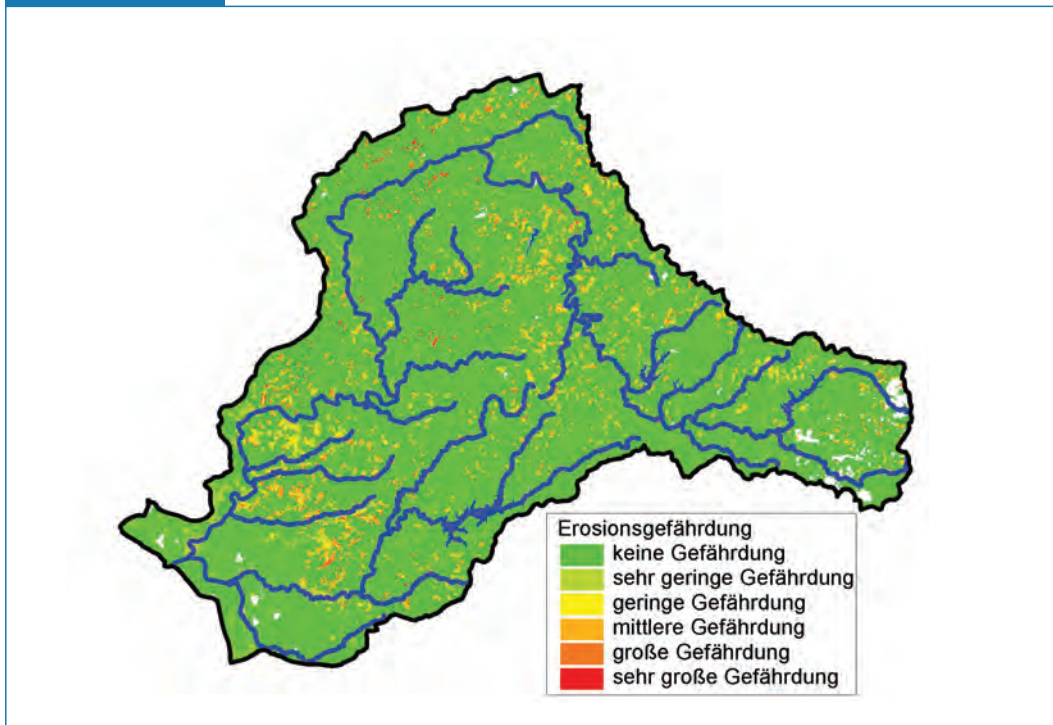 Erosionsgefährdung
keine Gefährdung
sehr geringe Gefährdung
geringe Gefährdung
mittlere Gefährdung
große Gefährdung
sehr große Gefährdung